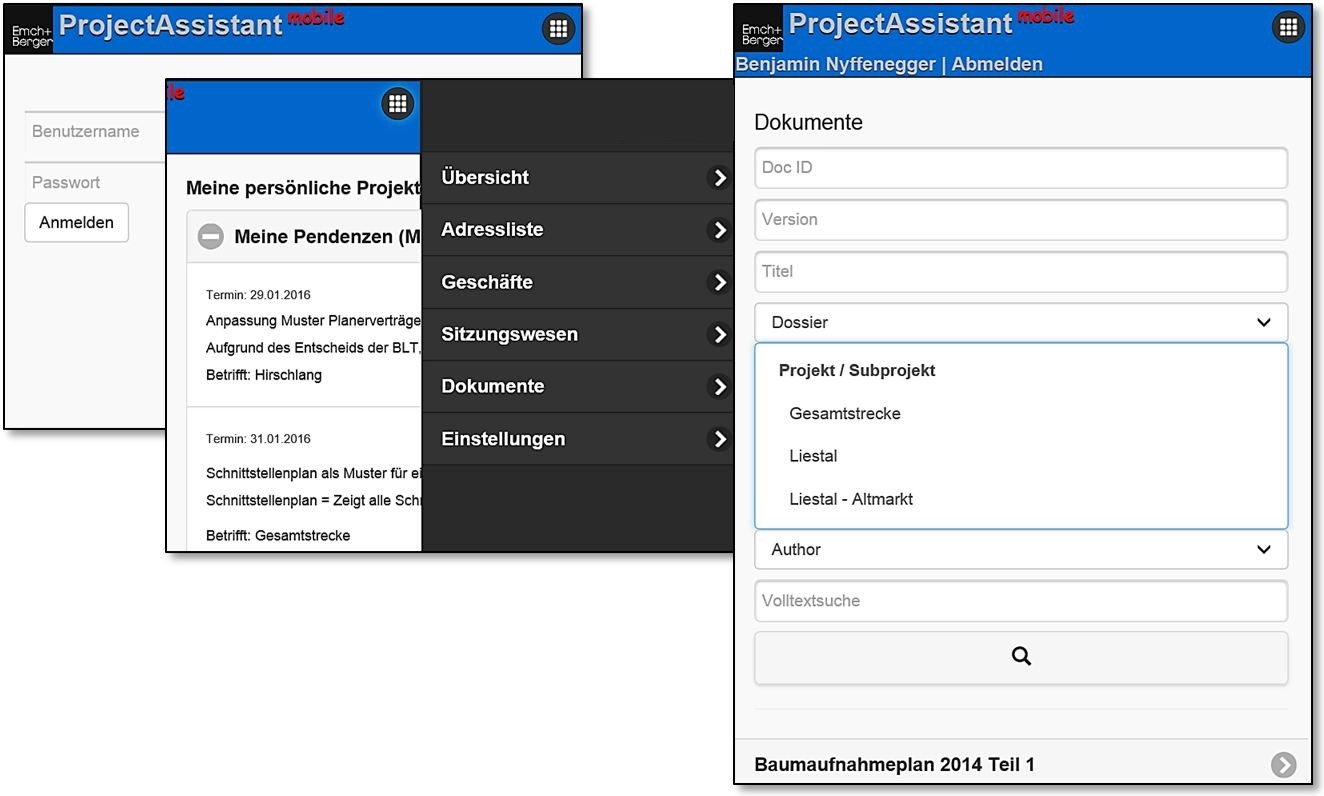 Emch+
Berger
ProjectAssistant mobile
Benutzername
Passwort
Anmelden
Meine persönliche Projekt
Meine Pendenzen (M
Termin: 29.01.2016
Anpassung Muster Planerverträge
Aufgrund des Entscheids der BLT,
Betrifft: Hirschlang
Termin: 31.01.2016
Schnittstellenplan als Muster für ei
Schnittstellenplan = Zeigt alle Schn
Betrifft: Gesamtstrecke
Übersicht
Adressliste
Geschäfte
Sitzungswesen
Dokumente
Einstellungen
Emch+
Berger
ProjectAssistant mobile
Benjamin Nyffenegger | Abmelden
Dokumente
Doc ID
Version
Titel
Dossier
Projekt / Subprojekt
Gesamtstrecke
Liestal
Liestal - Altmarkt
Author
Volltextsuche
Baumaufnahmeplan 2014 Teil 1